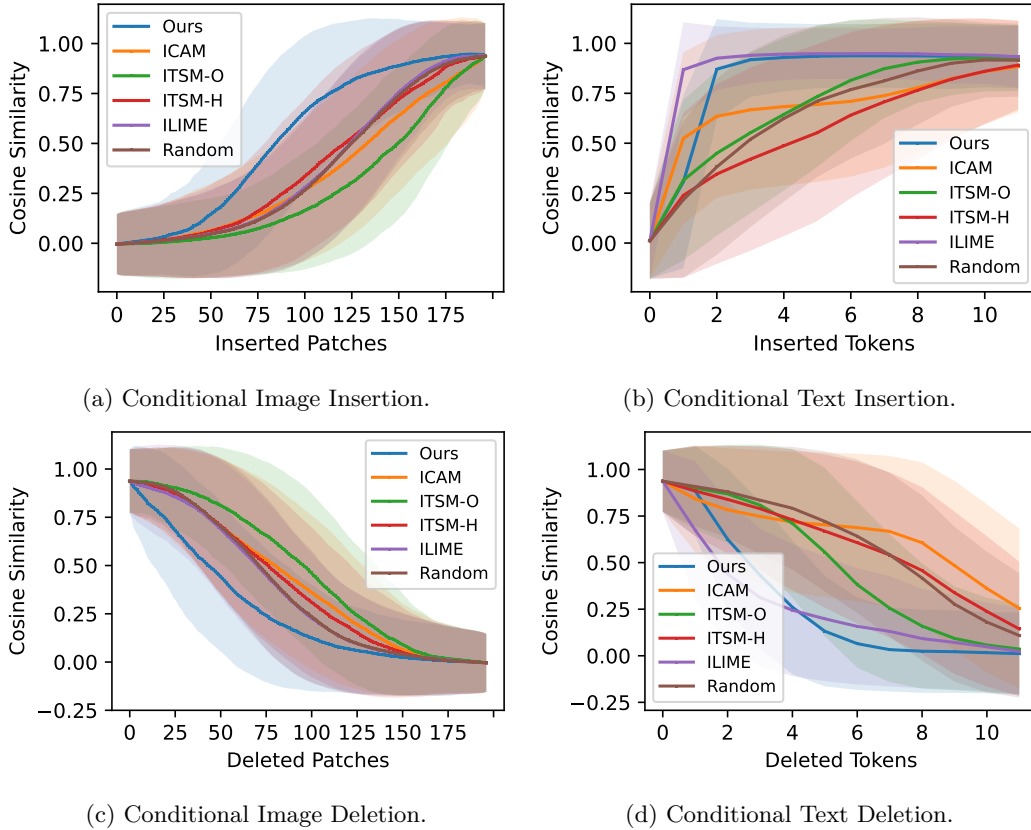 1.00
0.75
0.50
0.25
0.00
Cosine Similarity
Ours
ICAM
ITSM-O
ITSM-H
ILIME
Random
0 25 50 75 100 125 150 175
Inserted Patches
(a) Conditional Image Insertion.
1.00
0.75
0.50
0.25
0.00
Cosine Similarity
Ours
ICAM
ITSM-O
ITSM-H
ILIME
Random
0 2 4 6 8 10
Inserted Tokens
(b) Conditional Text Insertion.
1.00
0.75
0.50
0.25
0.00
−0.25
Cosine Similarity
Ours
ICAM
ITSM-O
ITSM-H
ILIME
Random
0 25 50 75 100 125 150 175
Deleted Patches
(c) Conditional Image Deletion.
1.00
0.75
0.50
0.25
0.00
−0.25
Cosine Similarity
Ours
ICAM
ITSM-O
ITSM-H
ILIME
Random
0 2 4 6 8 10
Deleted Tokens
(d) Conditional Text Deletion.